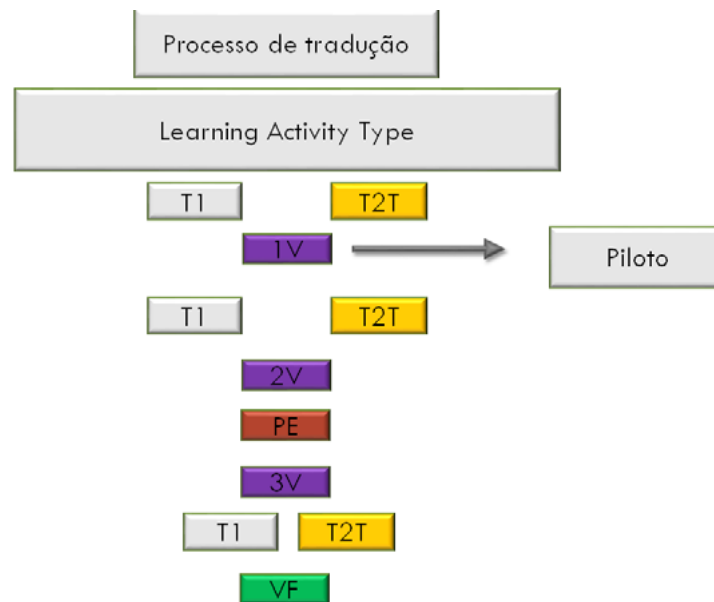 Processo de tradução
Learning Activity Type
T1 T2T
1V
Piloto
T1 T2T
2V
PE
3V
T1 T2T
VF